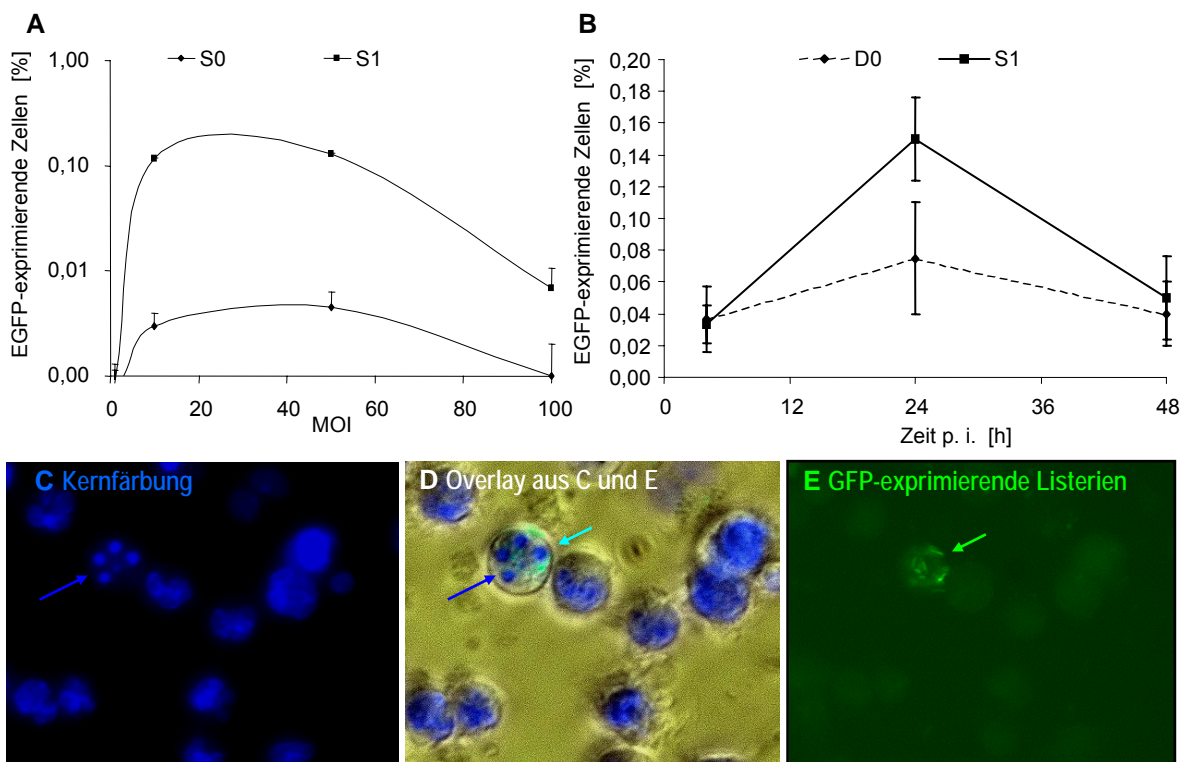 A
S0
S1
EGFP-exprimierende Zellen [%]
1,00
0,10
0,01
0,00
0
20
40
60
80
100
MOI
B
D0
S1
EGFP-exprimierende Zellen [%]
0,20
0,18
0,16
0,14
0,12
0,10
0,08
0,06
0,04
0,02
0,00
0
12
24
36
48
Zeit p. i. [h]
C Kernfärbung
D Overlay aus C und E
E GFP-exprimierende Listerien